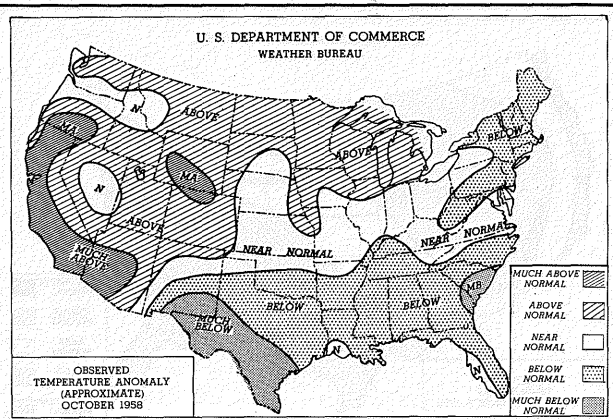 U. S. DEPARTMENT OF COMMERCE
WEATHER BUREAU
N
ABOVE
MA
ABOVE
BELOW
MA
N
N
ABOVE
MUCH
ABOVE
NEAR NORMAL
NEAR NORMAL
BELOW
BELOW
MB
MUCH
BELOW
N
N
MUCH ABOVE
NORMAL
ABOVE
NORMAL
NEAR
NORMAL
BELOW
NORMAL
MUCH BELOW
NORMAL
OBSERVED
TEMPERATURE ANOMALY
(APPROXIMATE)
OCTOBER 1958